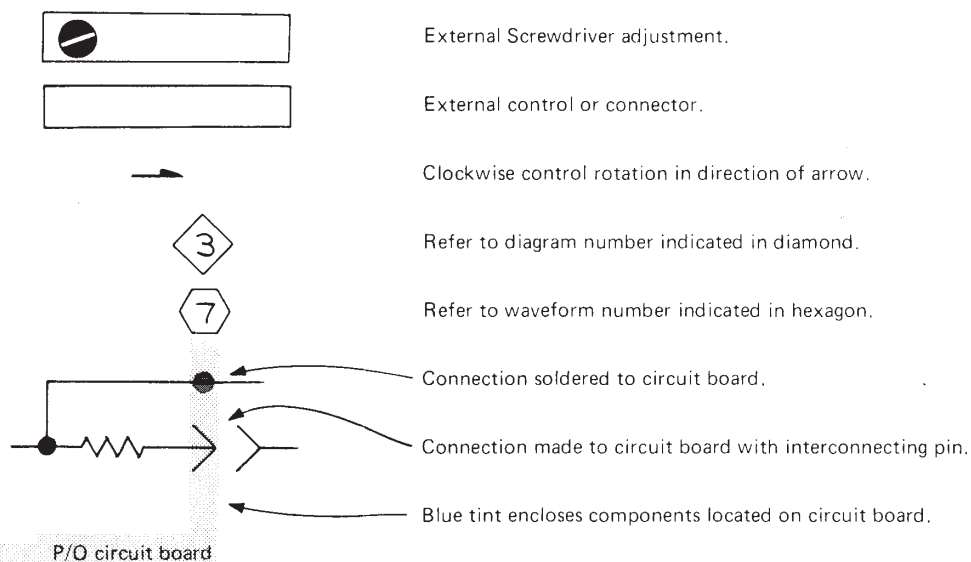 External Screwdriver adjustment.
External control or connector.
Clockwise control rotation in direction of arrow.
3
Refer to diagram number indicated in diamond.
7
Refer to waveform number indicated in hexagon.
Connection soldered to circuit board.
Connection made to circuit board with interconnecting pin.
Blue tint encloses components located on circuit board.
P/O circuit board